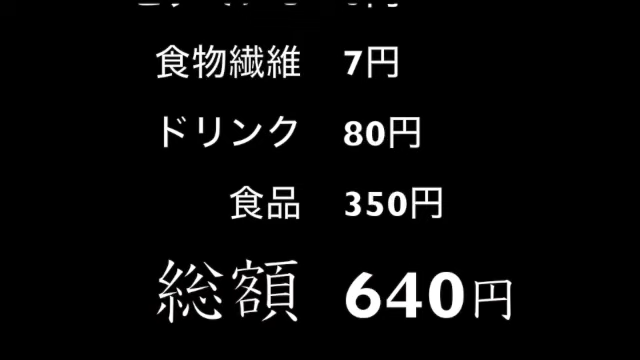 食物繊維 7円
ドリンク 80円
食品 350円
総額 640円